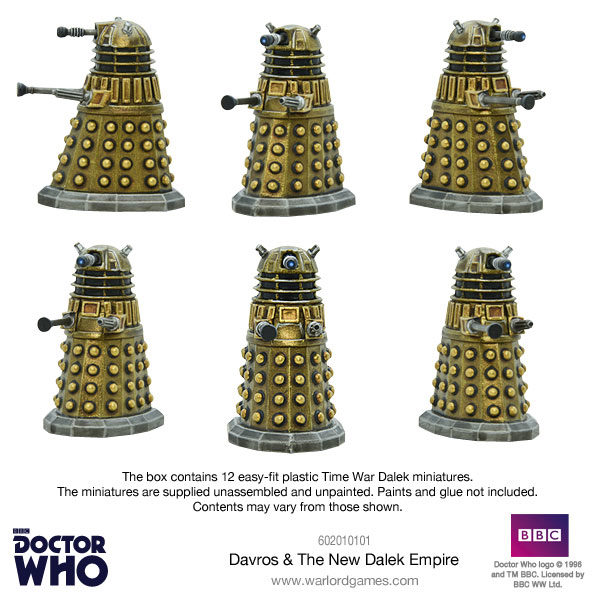 The box contains 12 easy-fit plastic Time War Dalek miniatures.
The miniatures are supplied unassembled and unpainted. Paints and glue not included.
Contents may vary from those shown.
BBC
DOCTOR
WHO
602010101
Davros & The New Dalek Empire
www.warlordgames.com
BBC
Doctor Who logo © 1996
and TM BBC. Licensed by
BBC WW Ltd.